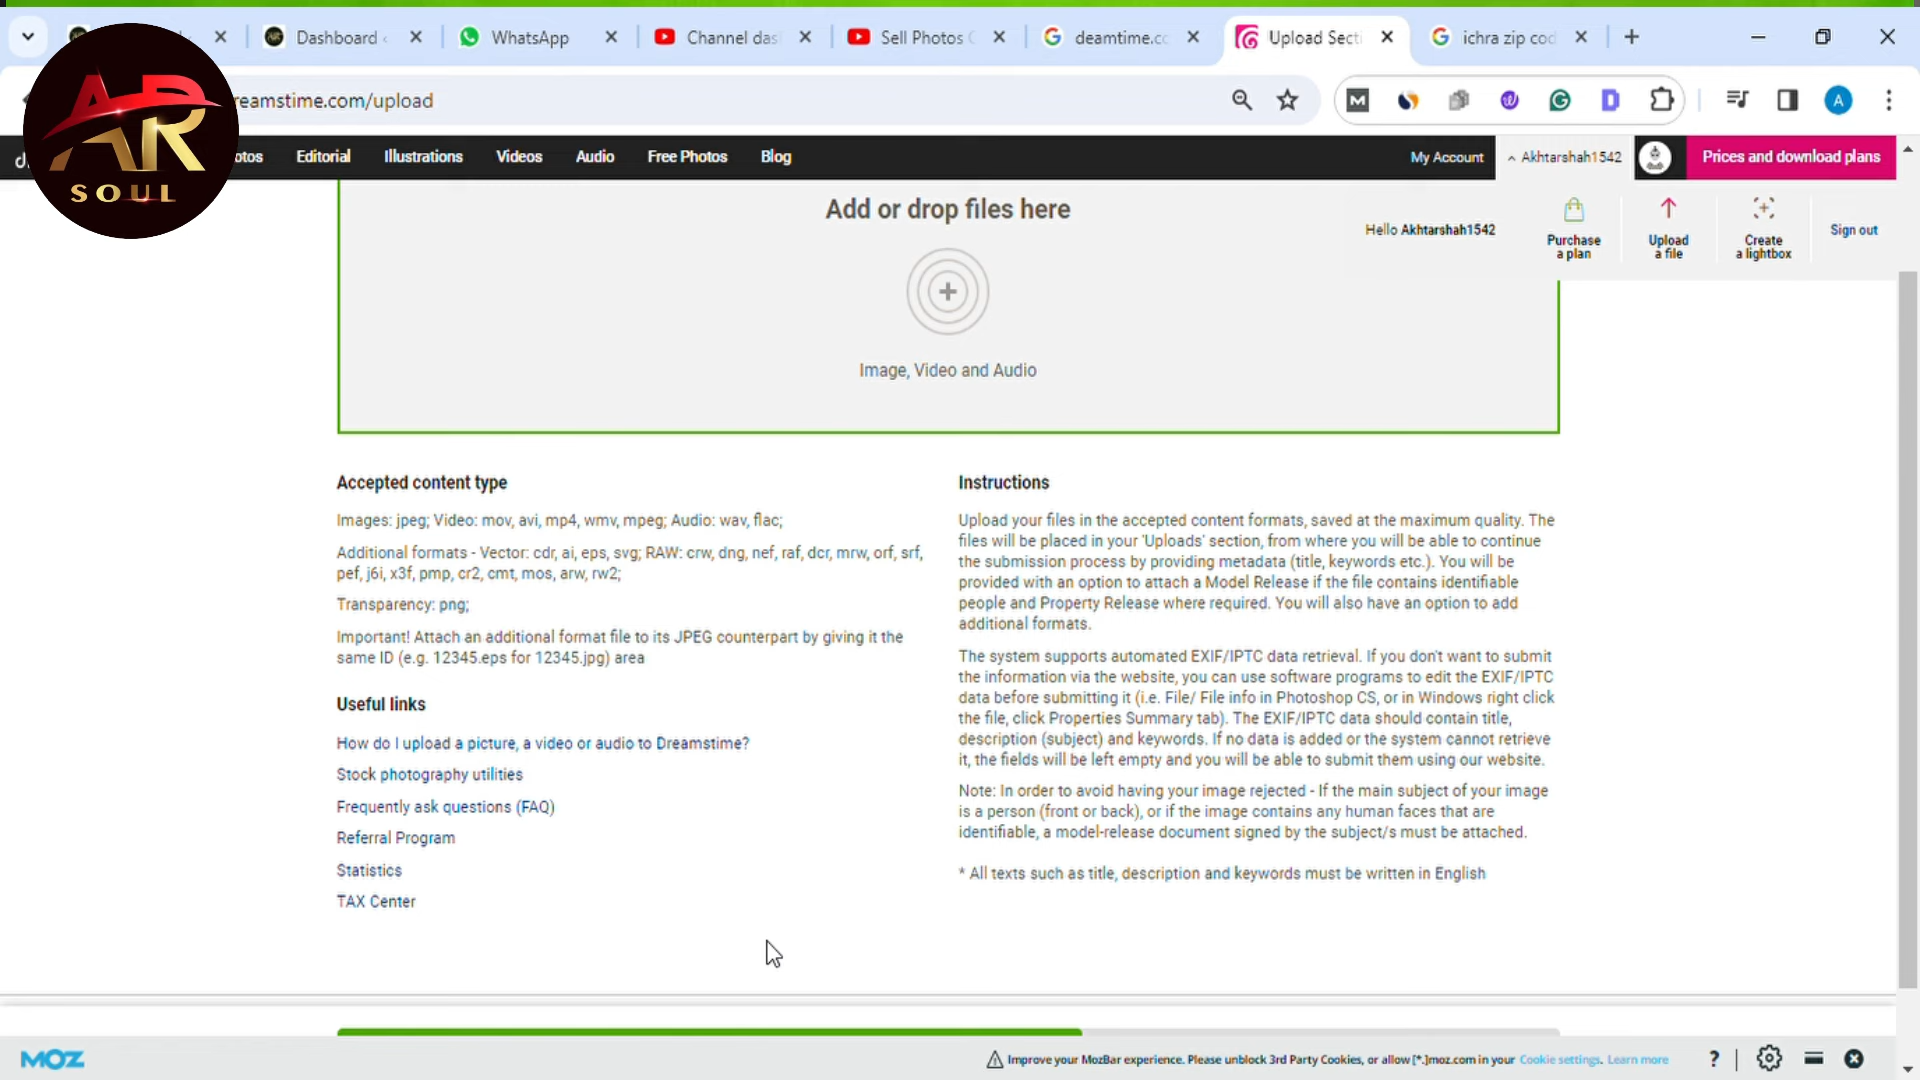 Dashboard
WhatsApp
Channel das
Sell Photos
deamtime.cc
Upload Secti
ichra zip cod
reamstime.com/upload
A
AR
SOUL
otos
Editorial
Illustrations
Videos
Audio
Free Photos
Blog
My Account
Akhtarshah1542
Prices and download plans
Add or drop files here
Hello Akhtarshah1542
Purchase
a plan
Upload
a file
Create
a lightbox
Sign out
Image, Video and Audio
Accepted content type
Images: jpeg; Video: mov, avi, mp4, wmv, mpeg; Audio: wav, flac;
Additional formats - Vector: cdr, ai, eps, svg; RAW: crw, dng, nef, raf, dcr, mrw, orf, srf,
pef, j6i, x3f, pmp, cr2, cmt, mos, arw, rw2;
Transparency: png;
Important! Attach an additional format file to its JPEG counterpart by giving it the
same ID (e.g. 12345.eps for 12345.jpg) area
Useful links
How do I upload a picture, a video or audio to Dreamstime?
Stock photography utilities
Frequently ask questions (FAQ)
Referral Program
Statistics
TAX Center
Instructions
Upload your files in the accepted content formats, saved at the maximum quality. The
files will be placed in your 'Uploads' section, from where you will be able to continue
the submission process by providing metadata (title, keywords etc.). You will be
provided with an option to attach a Model Release if the file contains identifiable
people and Property Release where required. You will also have an option to add
additional formats.
The system supports automated EXIF/IPTC data retrieval. If you don't want to submit
the information via the website, you can use software programs to edit the EXIF/IPTC
data before submitting it (i.e. File/ File info in Photoshop CS, or in Windows right click
the file, click Properties Summary tab). The EXIF/IPTC data should contain title,
description (subject) and keywords. If no data is added or the system cannot retrieve
it, the fields will be left empty and you will be able to submit them using our website.
Note: In order to avoid having your image rejected - If the main subject of your image
is a person (front or back), or if the image contains any human faces that are
identifiable, a model-release document signed by the subject/s must be attached.
* All texts such as title, description and keywords must be written in English
MOZ
Improve your MozBar experience. Please unblock 3rd Party Cookies, or allow [*.]moz.com in your Cookie settings. Learn more
?